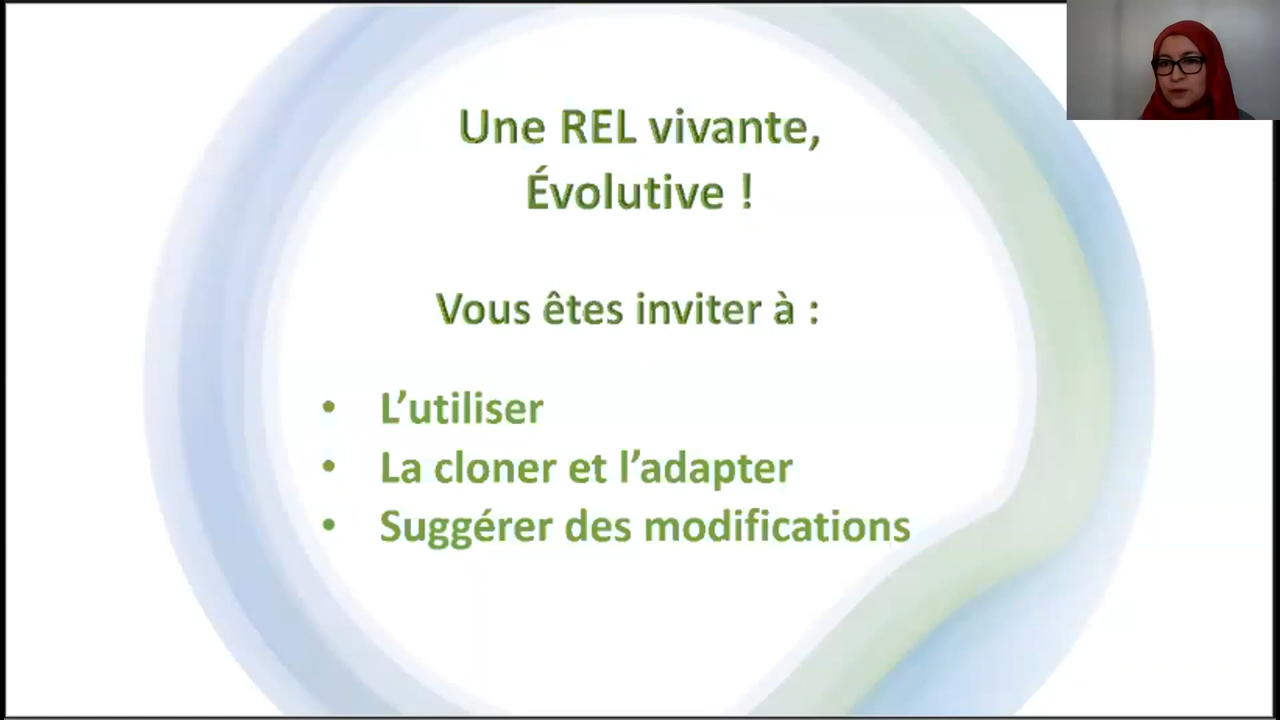 Une REL vivante,
Évolutive !
Vous êtes inviter à :
• L’utiliser
• La cloner et l’adapter
• Suggérer des modifications